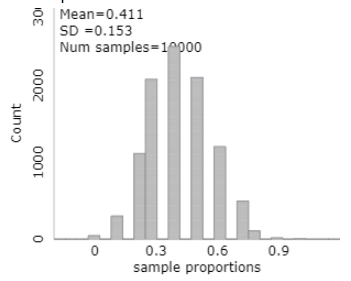 Mean=0.411
SD =0.153
Num samples=10000
30
2000
1000
0
Count
0 0.3 0.6 0.9
sample proportions